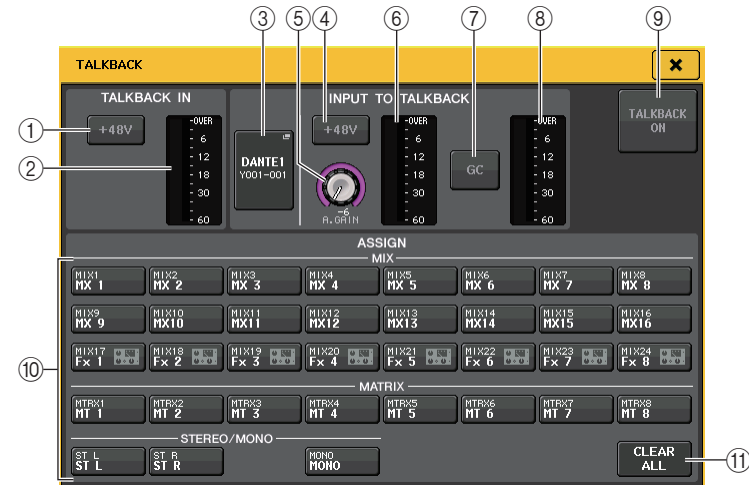 ③ ⑤ ④ ⑥ ⑦ ⑧ ⑨
TALKBACK
TALKBACK IN
INPUT TO TALKBACK
TALKBACK
ON
①
+48V
②
OVER
6
12
18
30
60
DANTE1
Y001-001
+48V
-6
A.GAIN
OVER
6
12
18
30
60
GC
OVER
6
12
18
30
60
ASSIGN
MIX
⑩
MIX1 MIX2 MIX3 MIX4 MIX5 MIX6 MIX7 MIX8
MX 1 MX 2 MX 3 MX 4 MX 5 MX 6 MX 7 MX 8
MIX9 MIX10 MIX11 MIX12 MIX13 MIX14 MIX15 MIX16
MX 9 MX10 MX11 MX12 MX13 MX14 MX15 MX16
MIX17 MIX18 MIX19 MIX20 MIX21 MIX22 MIX23 MIX24
Fx 1 Fx 2 Fx 3 Fx 4 Fx 5 Fx 6 Fx 7 Fx 8
MATRIX
MTRX1 MTRX2 MTRX3 MTRX4 MTRX5 MTRX6 MTRX7 MTRX8
MT 1 MT 2 MT 3 MT 4 MT 5 MT 6 MT 7 MT 8
STEREO/MONO
ST L ST R MONO
ST L ST R MONO
CLEAR
ALL
⑪